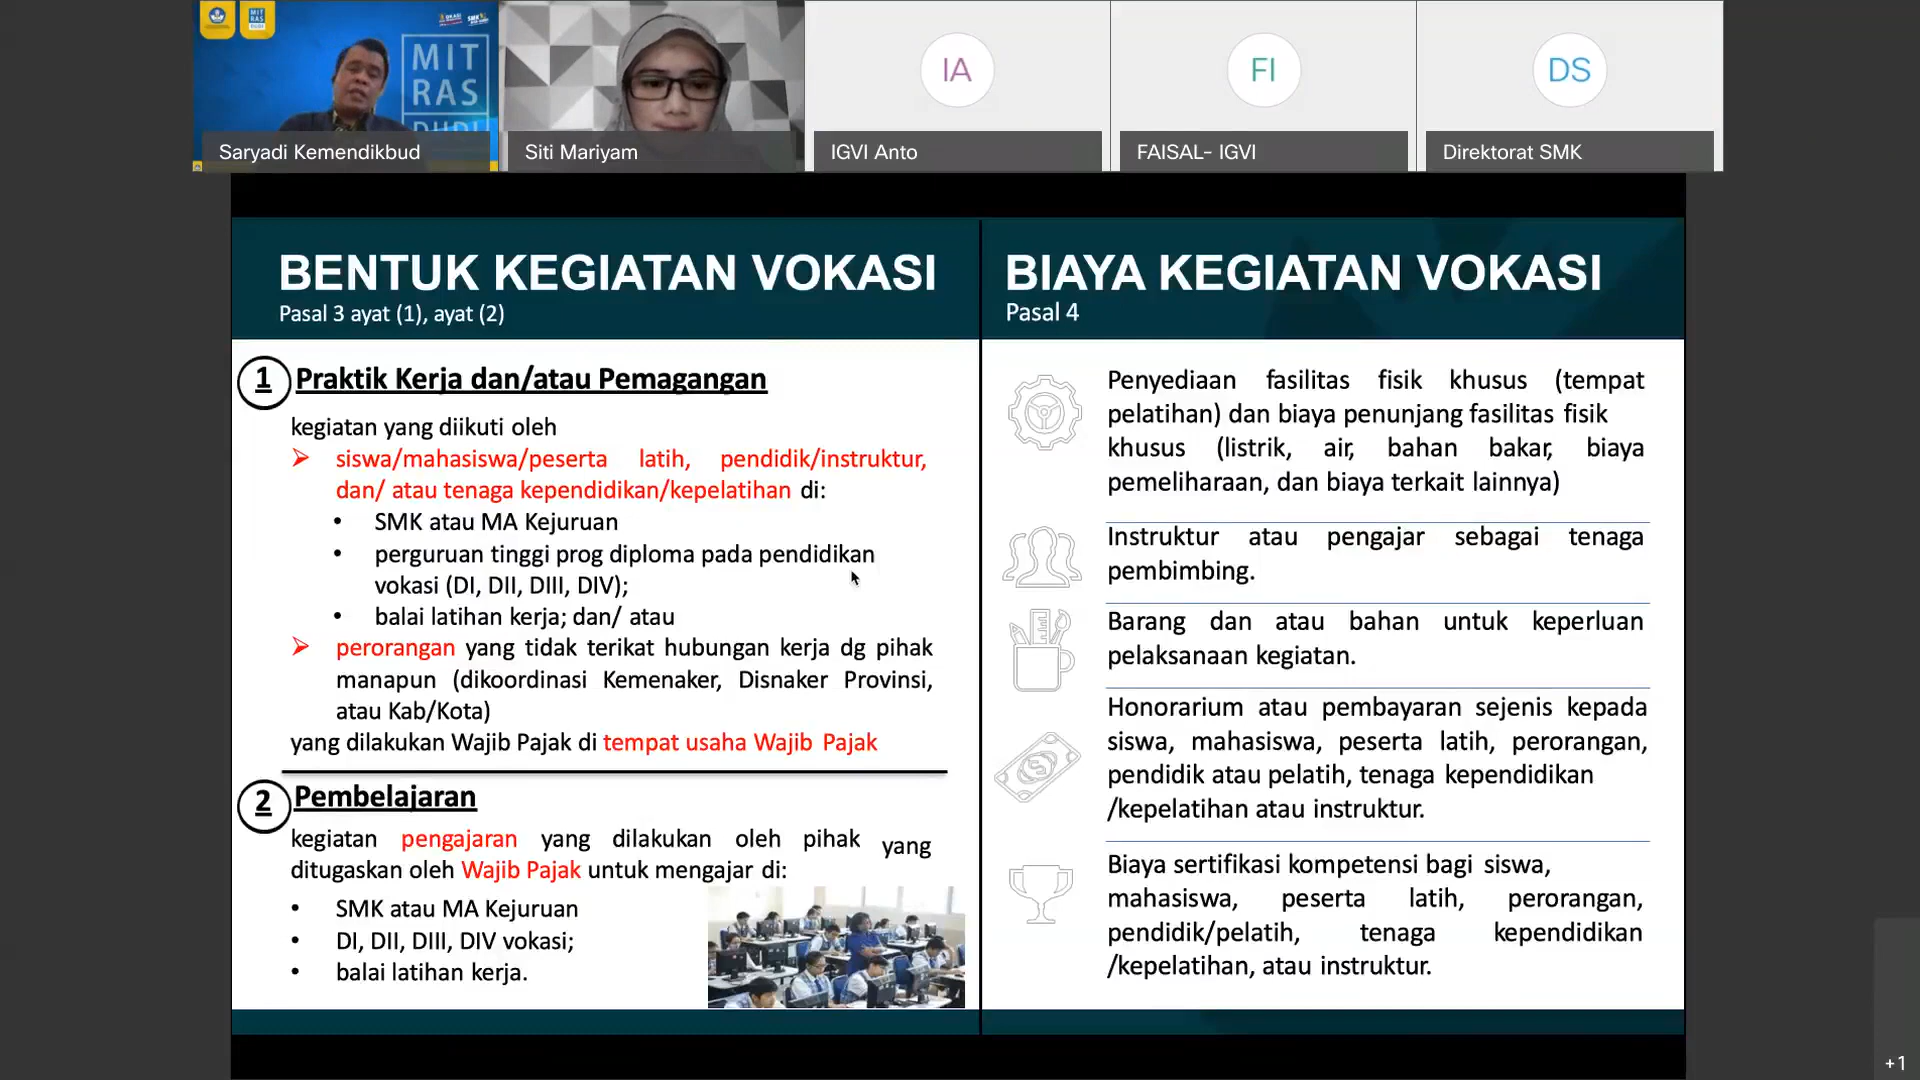 MIT
RAS
DUDI
Saryadi Kemendikbud
Siti Mariyam
IA
IGVI Anto
FI
FAISAL- IGVI
DS
Direktorat SMK
BENTUK KEGIATAN VOKASI
Pasal 3 ayat (1), ayat (2)
1 Praktik Kerja dan/atau Pemagangan
kegiatan yang diikuti oleh
➢ siswa/mahasiswa/peserta latih, pendidik/instruktur,
dan/ atau tenaga kependidikan/kepelatihan di:
• SMK atau MA Kejuruan
• perguruan tinggi prog diploma pada pendidikan
vokasi (DI, DII, DIII, DIV);
• balai latihan kerja; dan/ atau
➢ perorangan yang tidak terikat hubungan kerja dg pihak
manapun (dikoordinasi Kemenaker, Disnaker Provinsi,
atau Kab/Kota)
yang dilakukan Wajib Pajak di tempat usaha Wajib Pajak
2 Pembelajaran
kegiatan pengajaran yang dilakukan oleh pihak yang
ditugaskan oleh Wajib Pajak untuk mengajar di:
• SMK atau MA Kejuruan
• DI, DII, DIII, DIV vokasi;
• balai latihan kerja.
BIAYA KEGIATAN VOKASI
Pasal 4
Penyediaan fasilitas fisik khusus (tempat
pelatihan) dan biaya penunjang fasilitas fisik
khusus (listrik, air, bahan bakar, biaya
pemeliharaan, dan biaya terkait lainnya)
Instruktur atau pengajar sebagai tenaga
pembimbing.
Barang dan atau bahan untuk keperluan
pelaksanaan kegiatan.
Honorarium atau pembayaran sejenis kepada
siswa, mahasiswa, peserta latih, perorangan,
pendidik atau pelatih, tenaga kependidikan
/kepelatihan atau instruktur.
Biaya sertifikasi kompetensi bagi siswa,
mahasiswa, peserta latih, perorangan,
pendidik/pelatih, tenaga kependidikan
/kepelatihan, atau instruktur.
+1